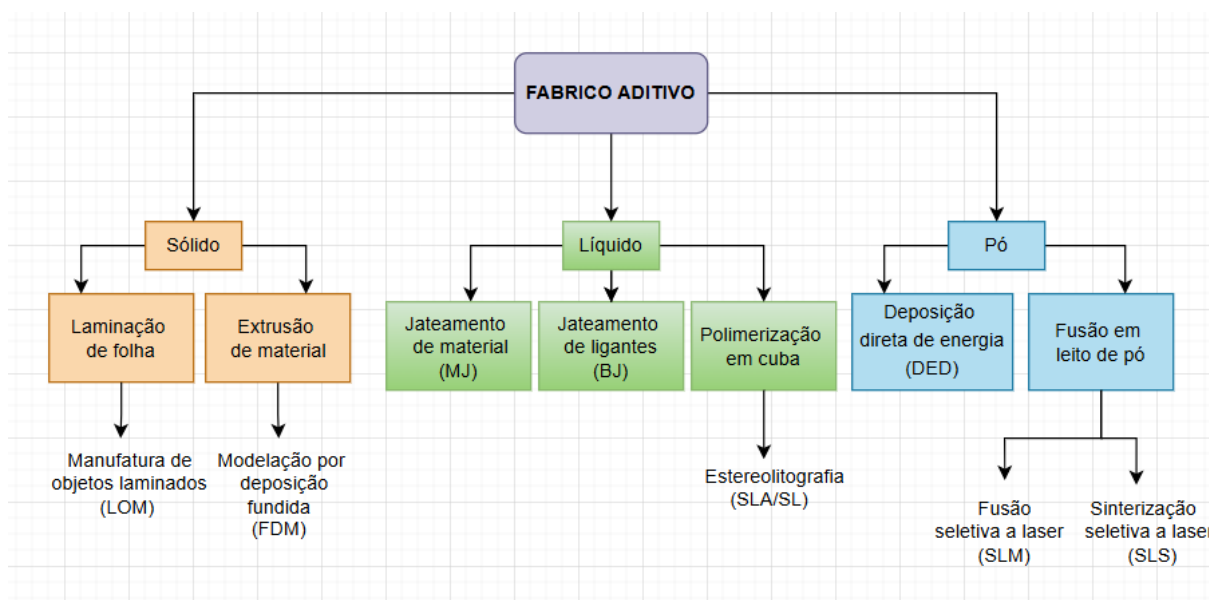 FABRICO ADITIVO
Sólido
Líquido
Pó
Laminação
de folha
Extrusão
de material
Jateamento
de material
(MJ)
Jateamento
de ligantes
(BJ)
Polimerização
em cuba
Deposição
direta de energia
(DED)
Fusão em
leito de pó
Manufatura de
objetos laminados
(LOM)
Modelação por
deposição
fundida
(FDM)
Estereolitografia
(SLA/SL)
Fusão
seletiva a laser
(SLM)
Sinterização
seletiva a laser
(SLS)